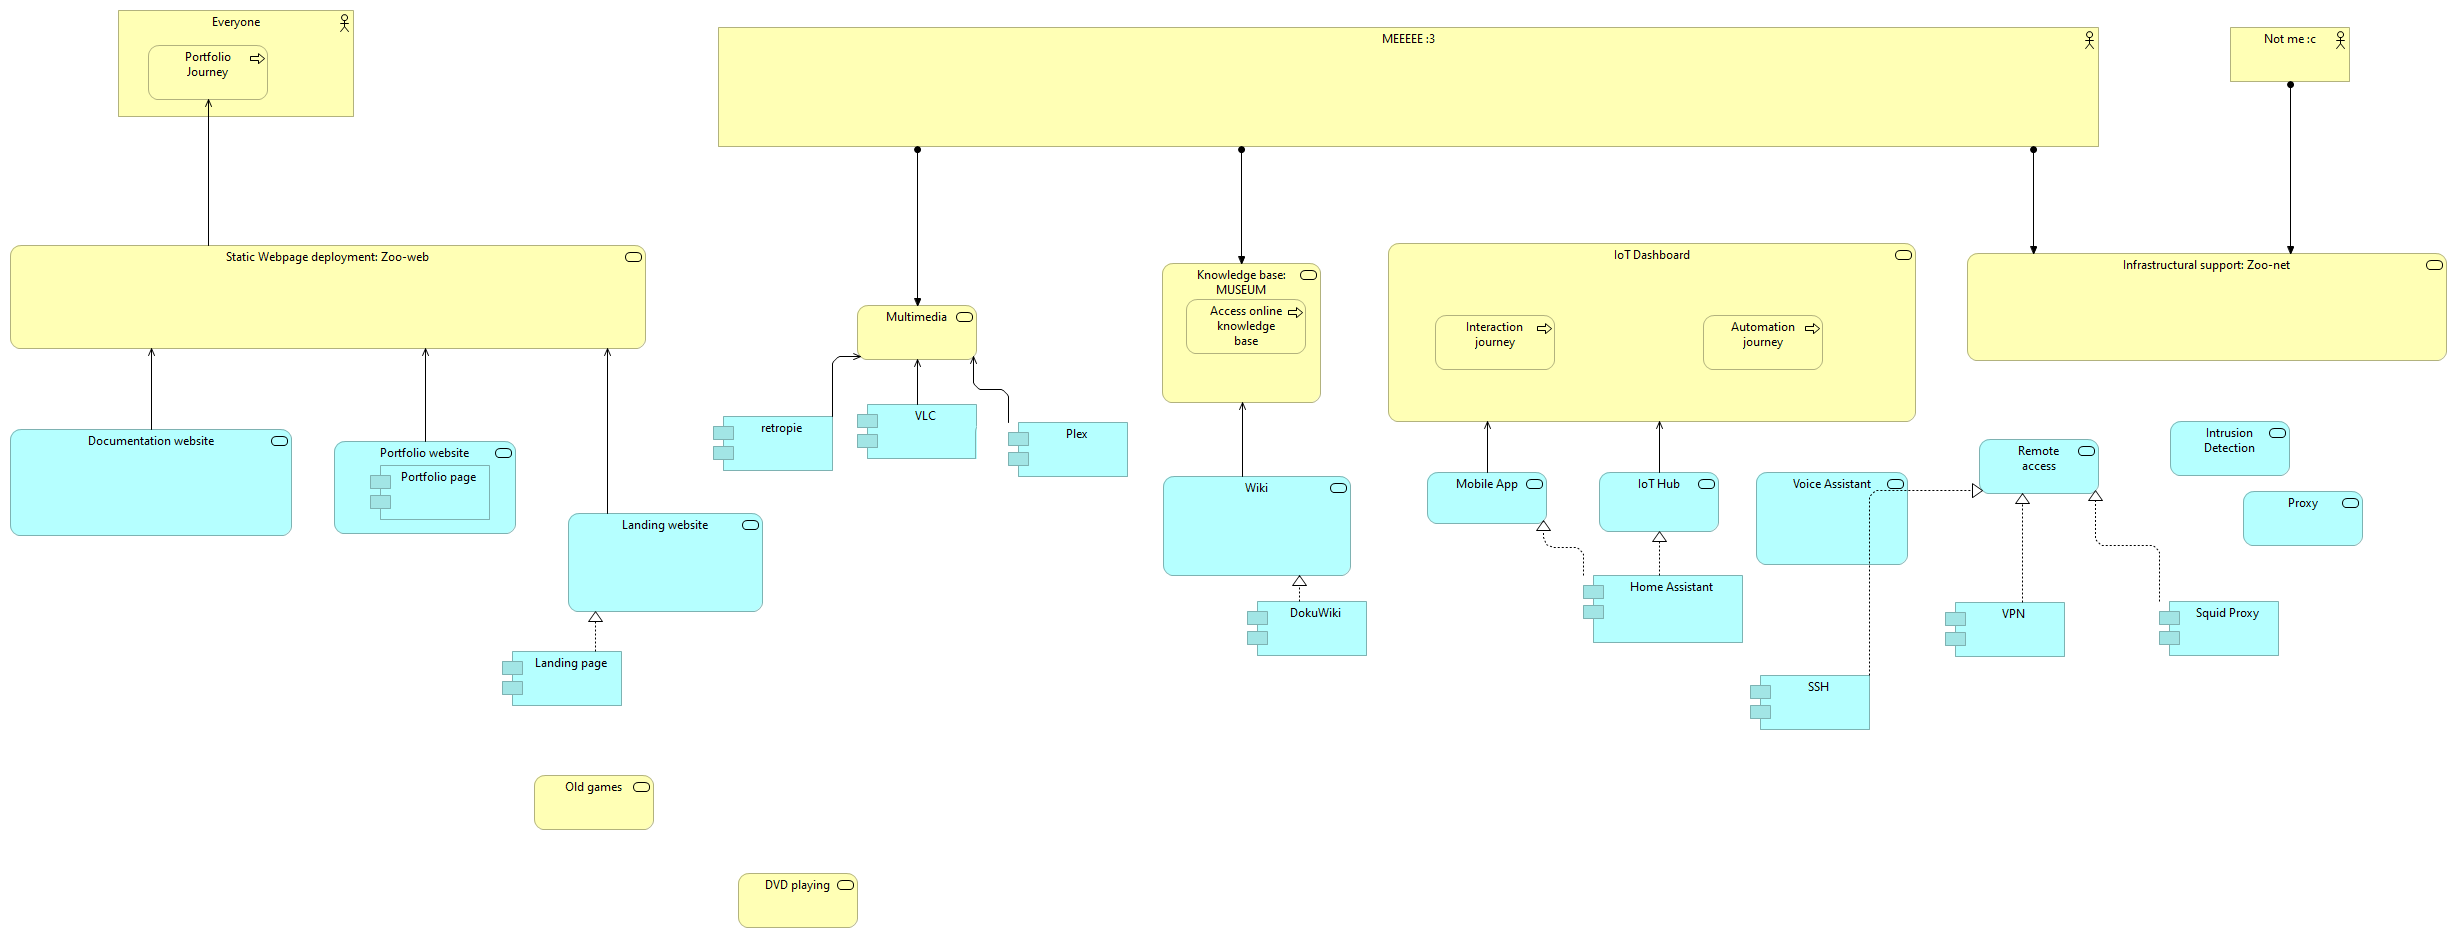 Everyone
Portfolio
Journey
MEEEEE :3
Not me :c
Static Webpage deployment: Zoo-web
Multimedia
Knowledge base:
MUSEUM
Access online
knowledge
base
IoT Dashboard
Interaction
journey
Automation
journey
Infrastructural support: Zoo-net
Documentation website
Portfolio website
Portfolio page
Landing website
Landing page
retropie
VLC
Plex
Wiki
DokuWiki
Mobile App
IoT Hub
Voice Assistant
Home Assistant
Remote
access
Intrusion
Detection
Proxy
SSH
VPN
Squid Proxy
Old games
DVD playing